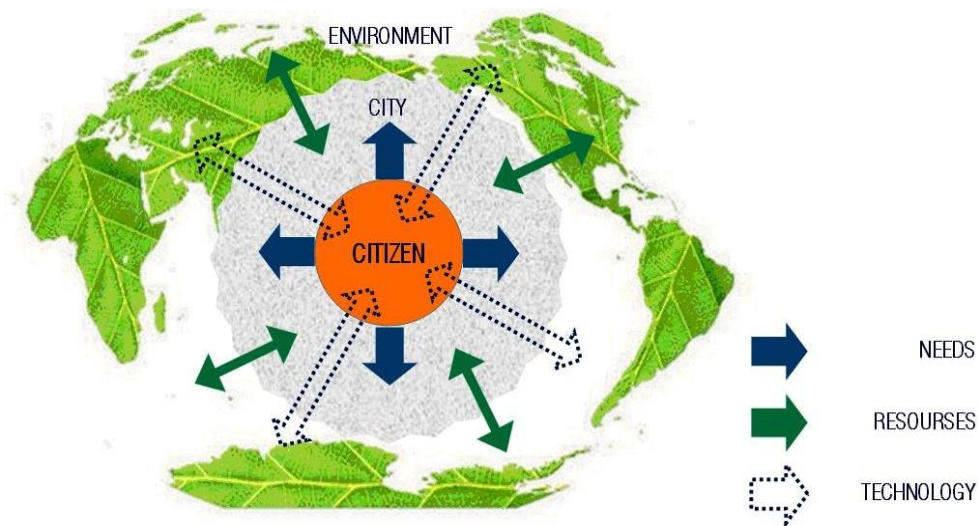 ENVIRONMENT
CITY
CITIZEN
NEEDS
RESOURSES
TECHNOLOGY